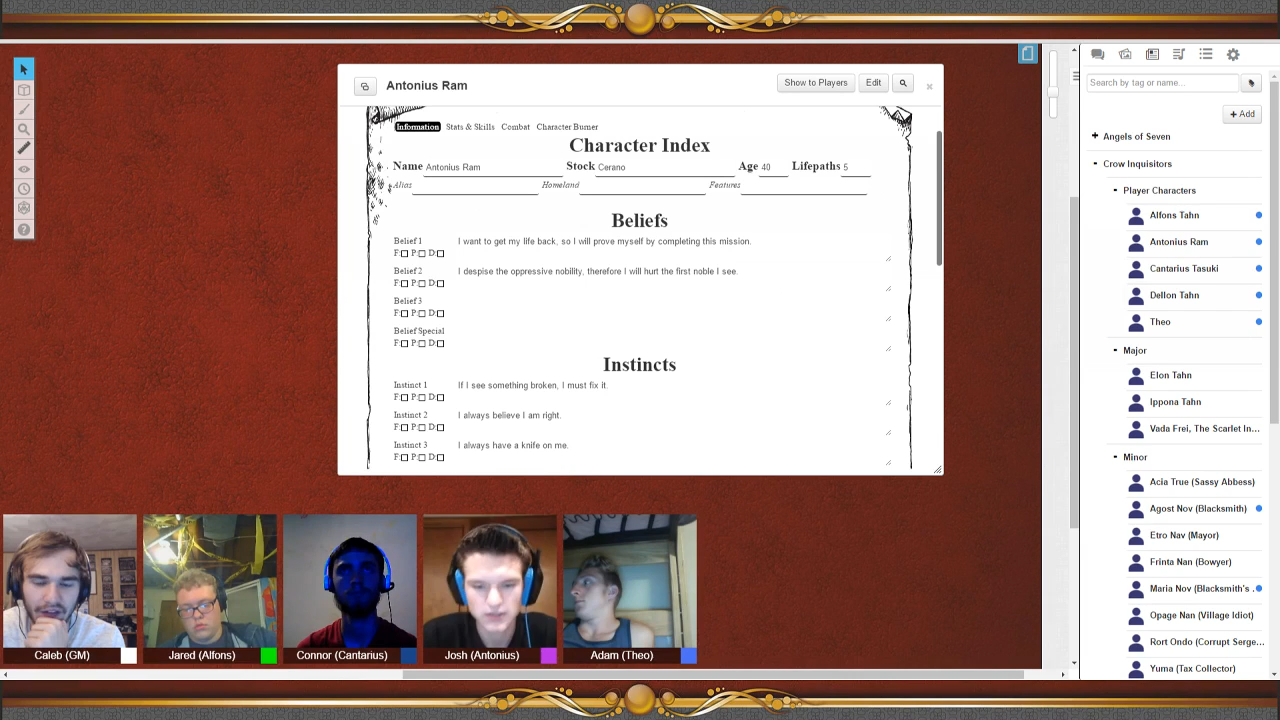 Antonius Ram
Show to Players
Edit
Information Stats & Skills Combat Character Burner
Character Index
Name Antonius Ram Stock Cerano Age 40 Lifepaths 5
Alias Homeland Features
Beliefs
Belief 1 I want to get my life back, so I will prove myself by completing this mission.
F: P: D:
Belief 2 I despise the oppressive nobility, therefore I will hurt the first noble I see.
F: P: D:
Belief 3
F: P: D:
Belief Special
F: P: D:
Instincts
Instinct 1 If I see something broken, I must fix it.
F: P: D:
Instinct 2 I always believe I am right.
F: P: D:
Instinct 3 I always have a knife on me.
F: P: D:
Caleb (GM)
Jared (Alfons)
Connor (Cantarius)
Josh (Antonius)
Adam (Theo)
Search by tag or name...
+ Add
Angels of Seven
Crow Inquisitors
Player Characters
Alfons Tahn
Antonius Ram
Cantarius Tasuki
Dellon Tahn
Theo
Major
Elon Tahn
Ippona Tahn
Vada Frei, The Scarlet In...
Minor
Acia True (Sassy Abbess)
Agost Nov (Blacksmith)
Etro Nav (Mayor)
Frinta Nan (Bowyer)
Maria Nov (Blacksmith's ...
Opage Nan (Village Idiot)
Rort Ondo (Corrupt Serge...
Yuma (Tax Collector)